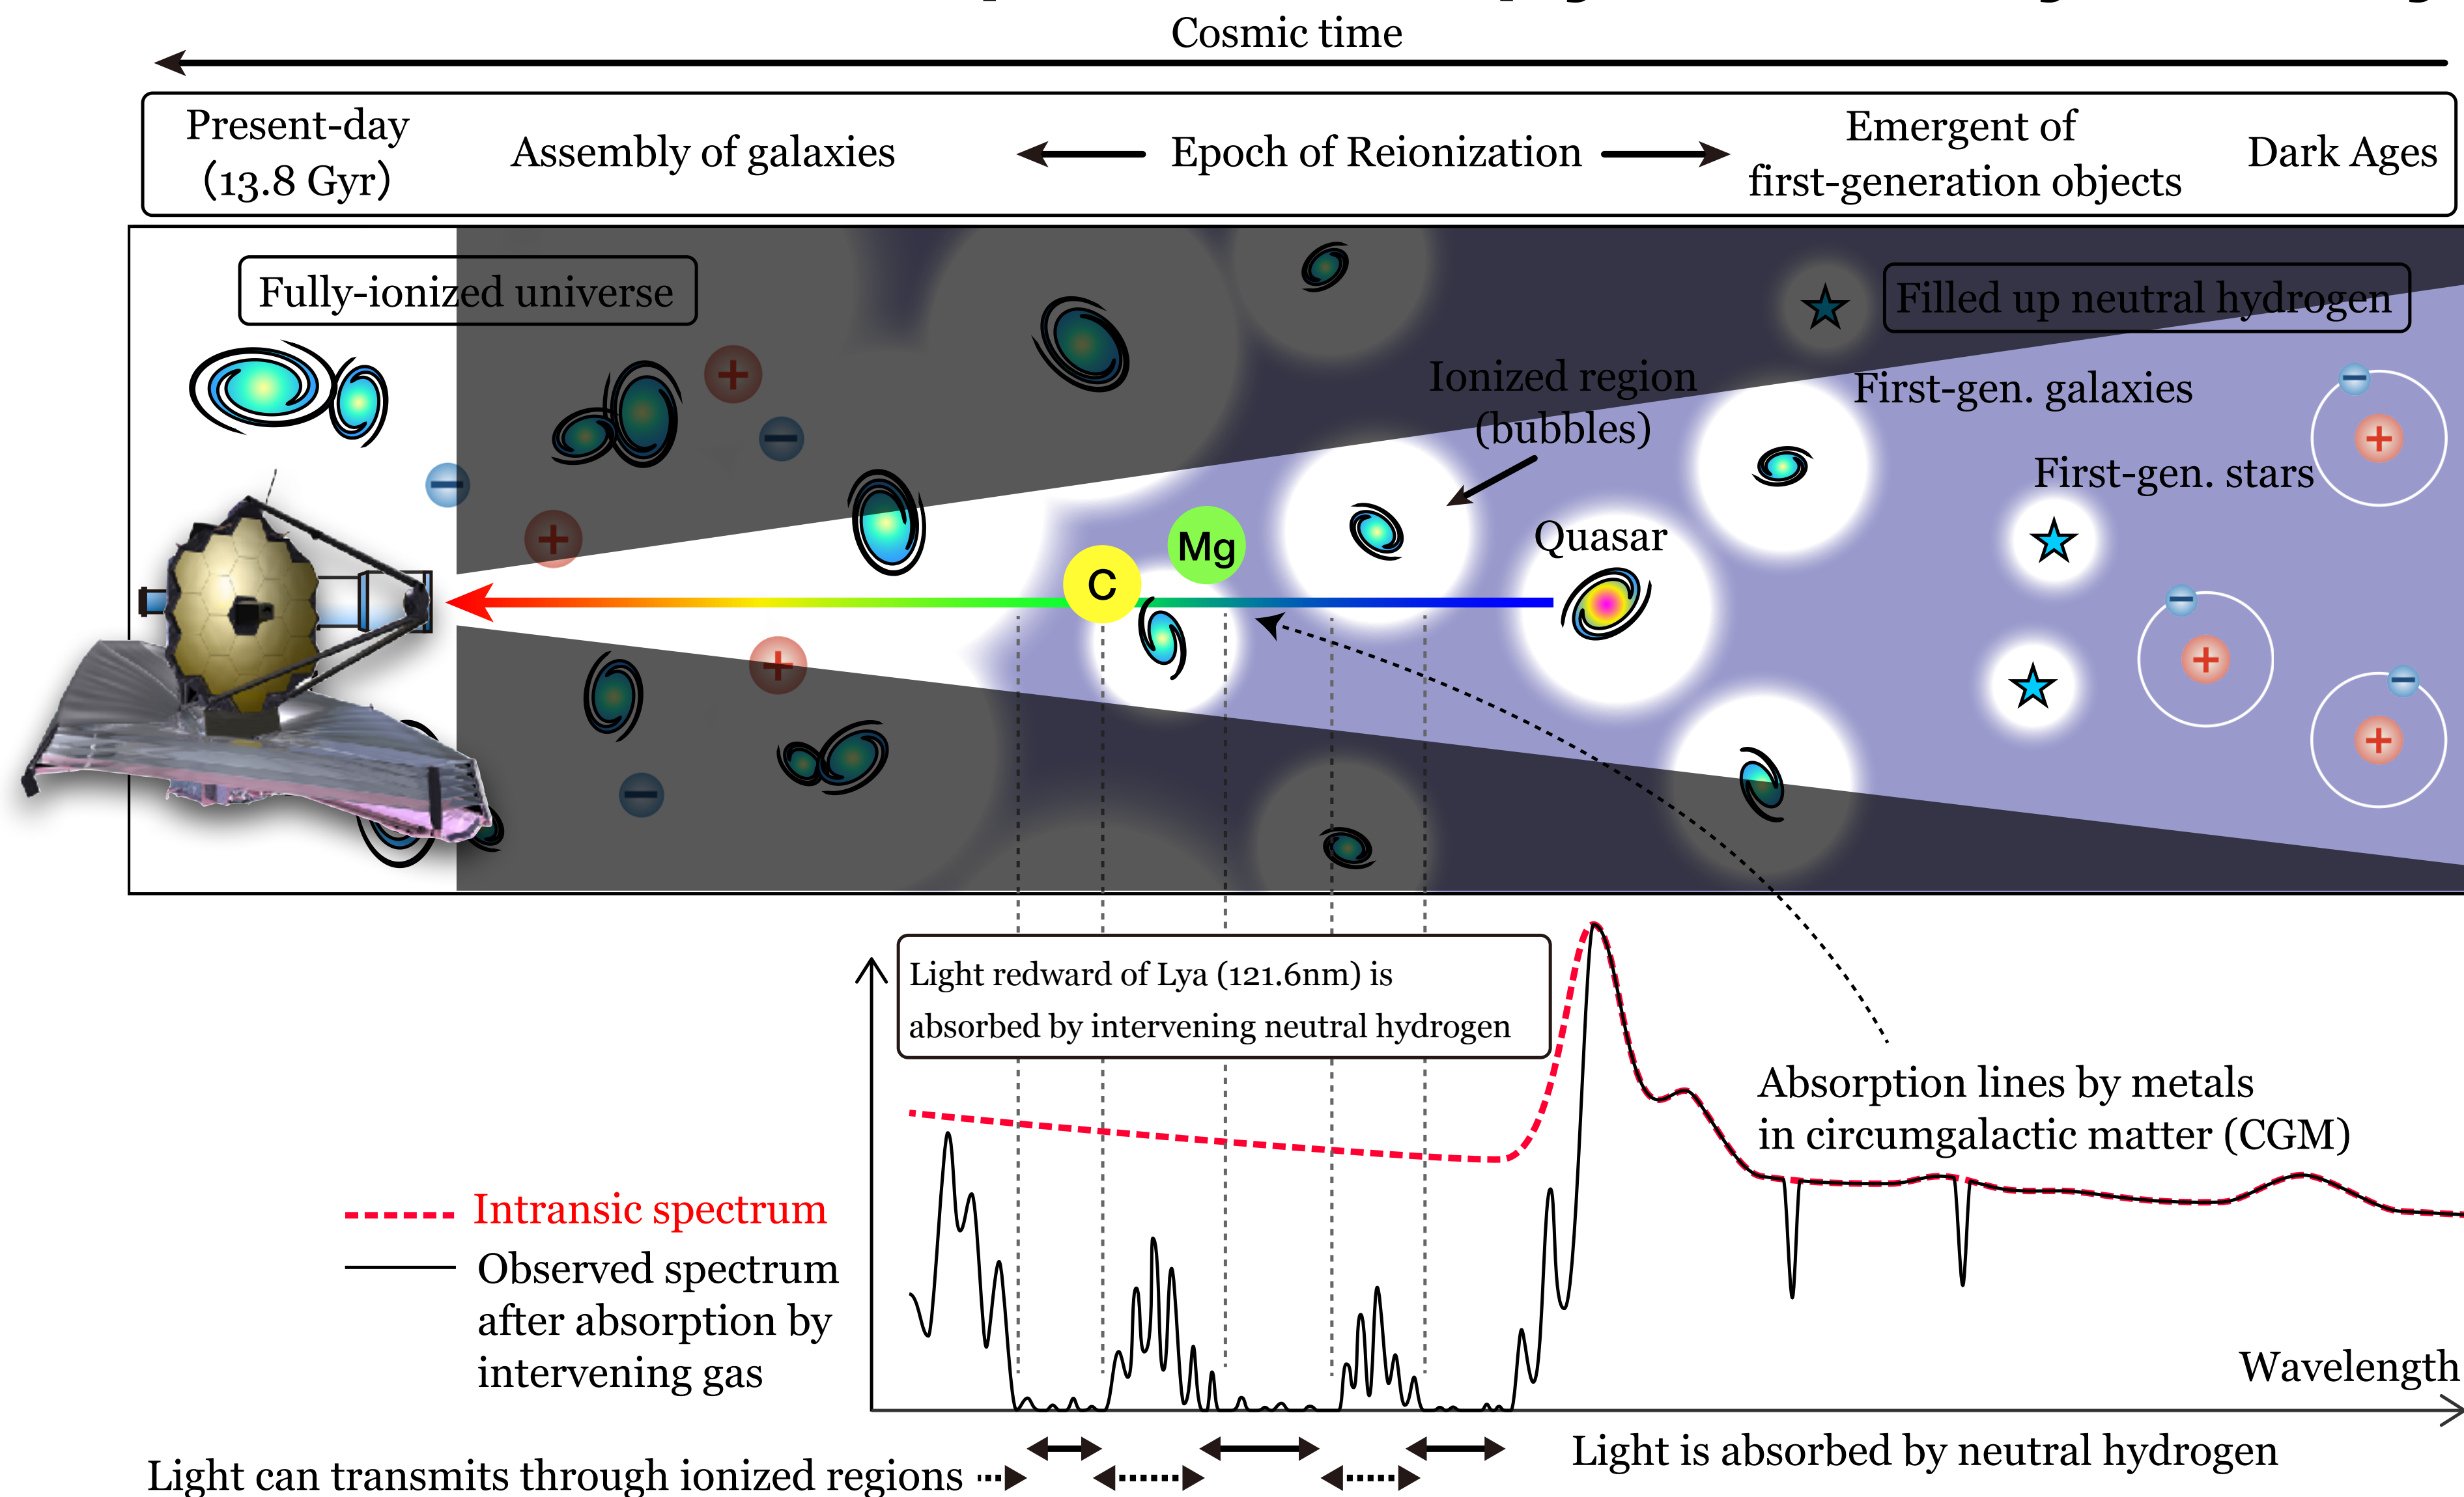 Cosmic time
Present-day
(13.8 Gyr)
Assembly of galaxies
Epoch of Reionization
Emergent of
first-generation objects
Dark Ages
Fully-ionized universe
Filled up neutral hydrogen
Ionized region
(bubbles)
First-gen. galaxies
First-gen. stars
Quasar
Mg
C
+
−
−
+
+
−
−
+
−
+
−
+
Light redward of Lya (121.6nm) is
absorbed by intervening neutral hydrogen
Absorption lines by metals
in circumgalactic matter (CGM)
Intransic spectrum
Observed spectrum
after absorption by
intervening gas
Wavelength
Light is absorbed by neutral hydrogen
Light can transmits through ionized regions